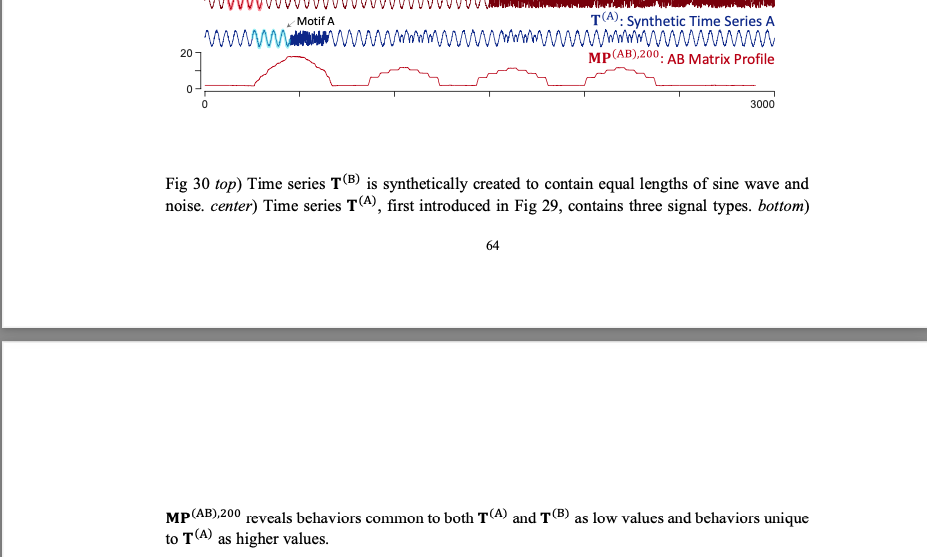 Motif A
T(A): Synthetic Time Series A
20
MP(AB),200: AB Matrix Profile
0
0 3000
Fig 30 top) Time series T(B) is synthetically created to contain equal lengths of sine wave and
noise. center) Time series T(A), first introduced in Fig 29, contains three signal types. bottom)
64
MP(AB),200 reveals behaviors common to both T(A) and T(B) as low values and behaviors unique
to T(A) as higher values.